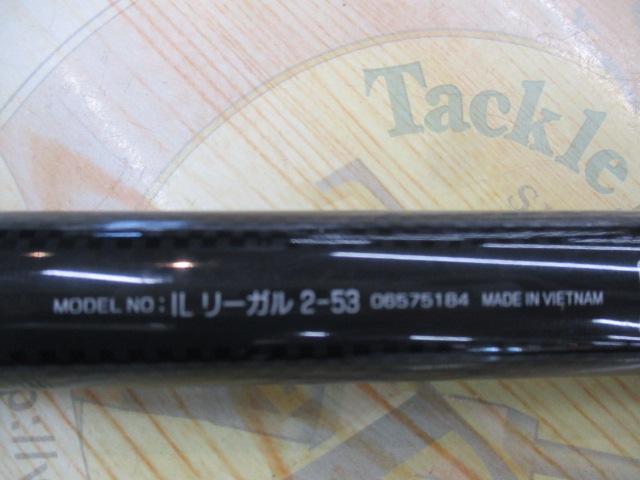 Tackle
MODEL NO: IL リーガル 2-53 06575184 MADE IN VIETNAM